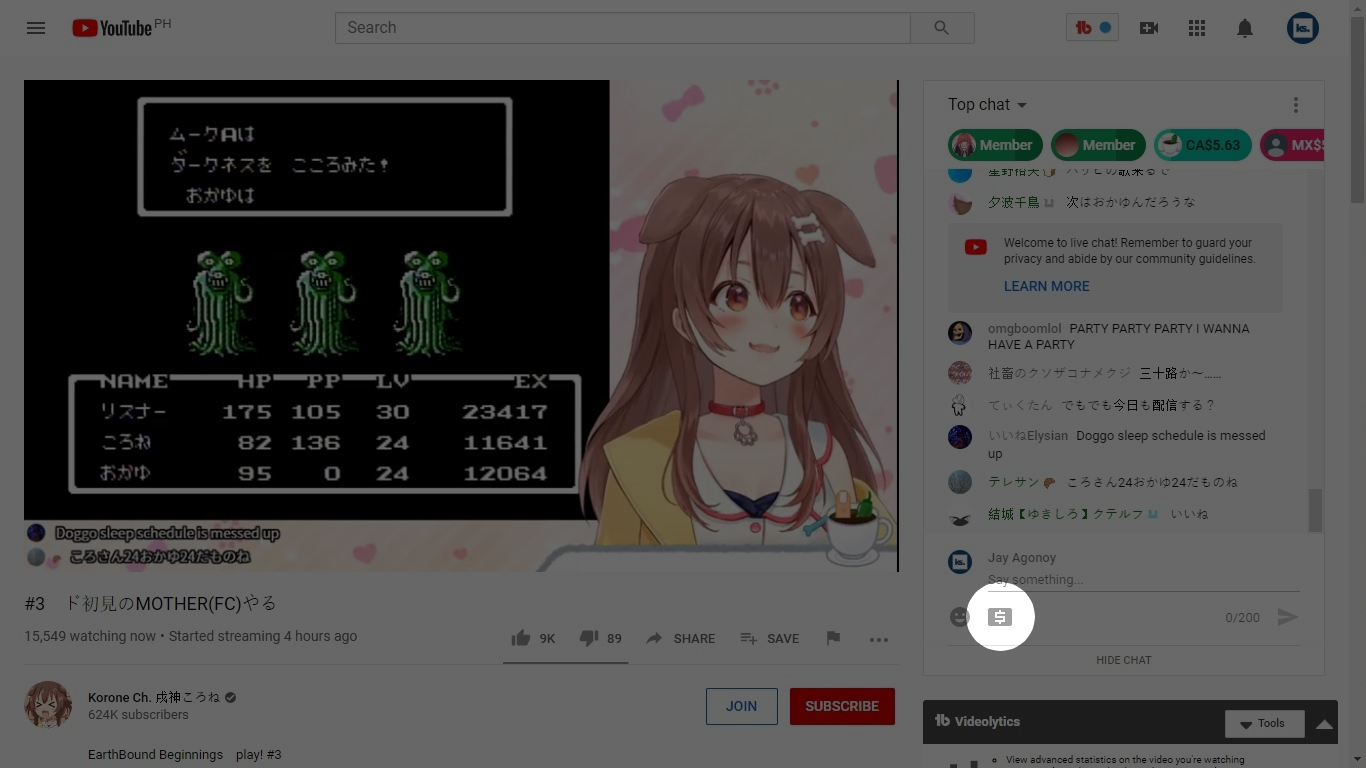 YouTube PH
Search
ムークAは
ダークネスを こころみた!
おかゆは
NAME HP PP LV EX
リスナー 175 105 30 23417
ころね 82 136 24 11641
おかゆ 95 0 24 12064
Doggo sleep schedule is messed up
ころさん24おかゆ24だものね
#3 ド初見のMOTHER(FC)やる
15,549 watching now • Started streaming 4 hours ago
9K 89 SHARE SAVE
Korone Ch. 戌神ころね
624K subscribers
JOIN SUBSCRIBE
EarthBound Beginnings play! #3
ks.
Top chat
Member Member CA$5.63 MX$
夕波千鳥 次はおかゆんだろうな
Welcome to live chat! Remember to guard your
privacy and abide by our community guidelines.
LEARN MORE
omgboomlol PARTY PARTY PARTY I WANNA
HAVE A PARTY
社畜のクソザコナメクジ 三十路か〜......
てぃくたん でもでも今日も配信する?
いいねElysian Doggo sleep schedule is messed
up
テレサン ころさん24おかゆ24だものね
結城【ゆきしろ】クテルフ いいね
ks.
Jay Agonoy
Say something...
0/200
HIDE CHAT
Videolytics
Tools
View advanced statistics on the video you're watching